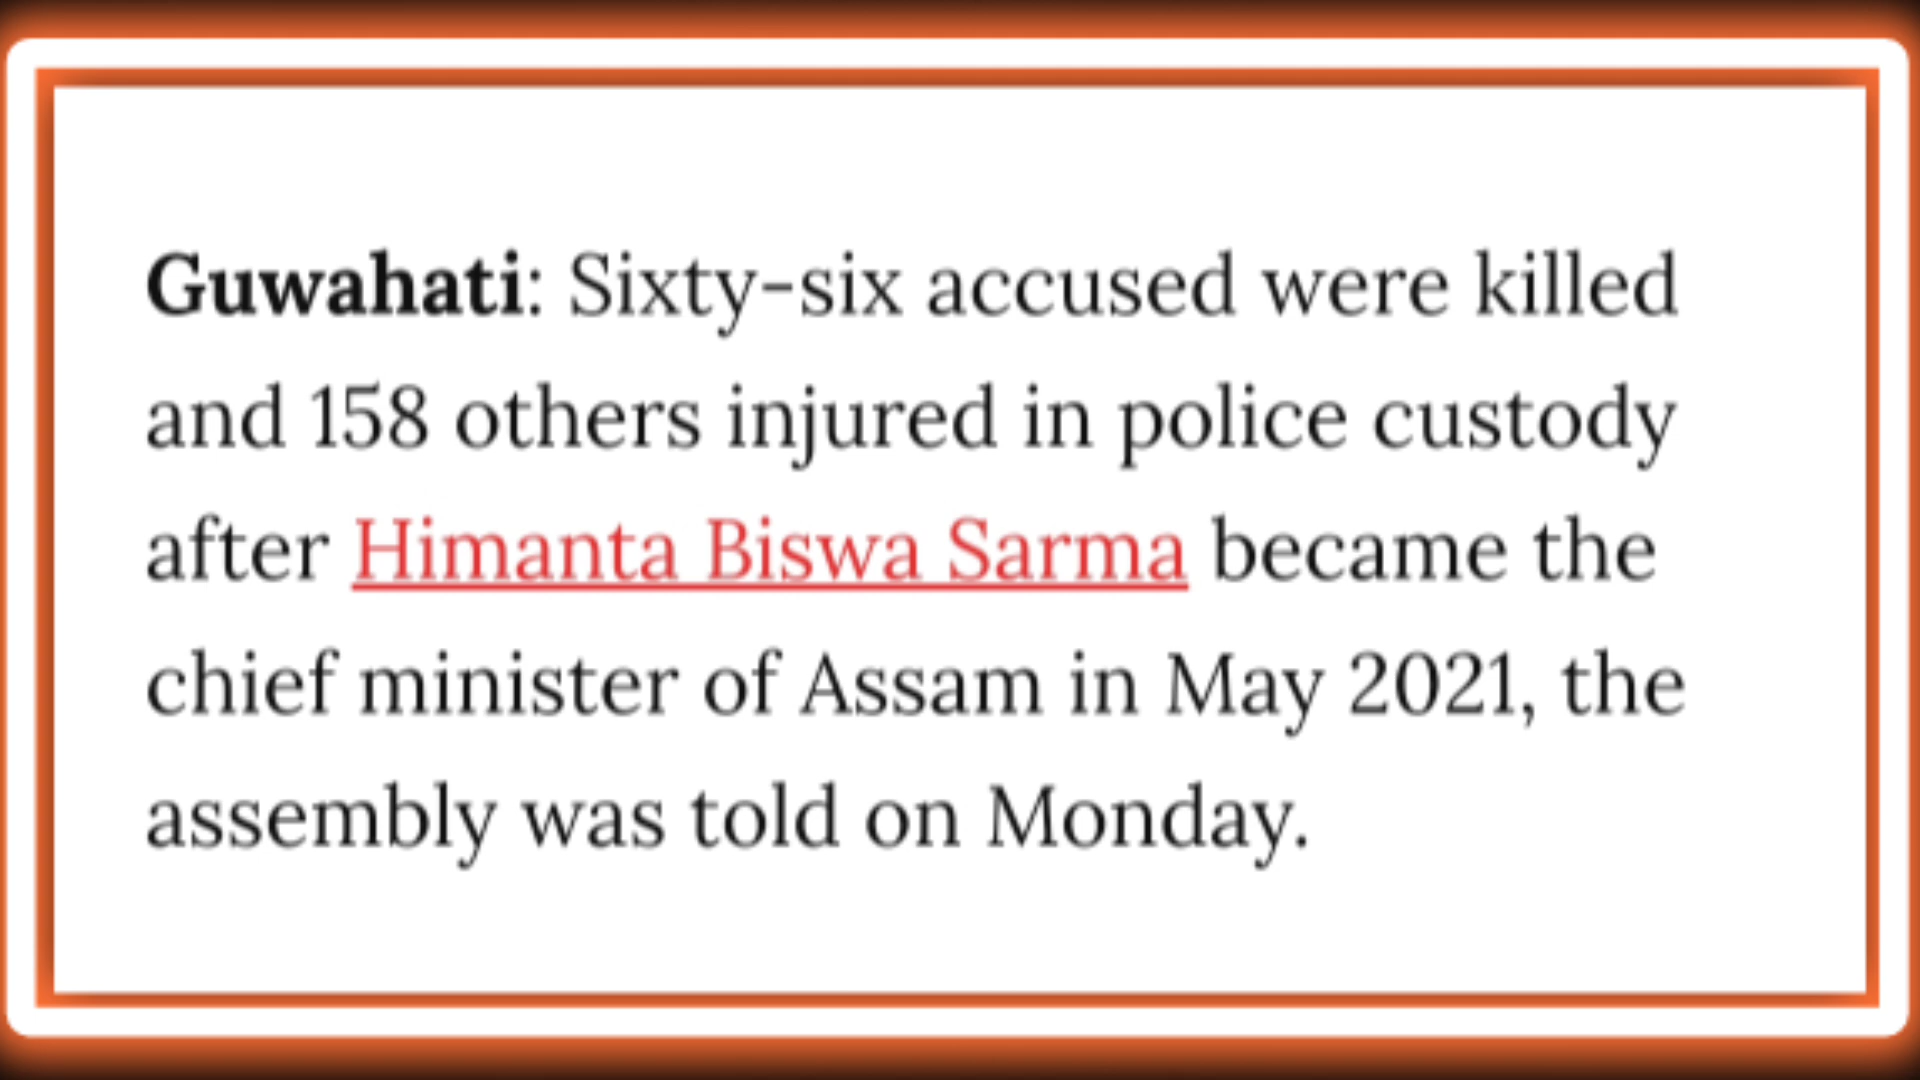 Guwahati: Sixty-six accused were killed
and 158 others injured in police custody
after Himanta Biswa Sarma became the
chief minister of Assam in May 2021, the
assembly was told on Monday.